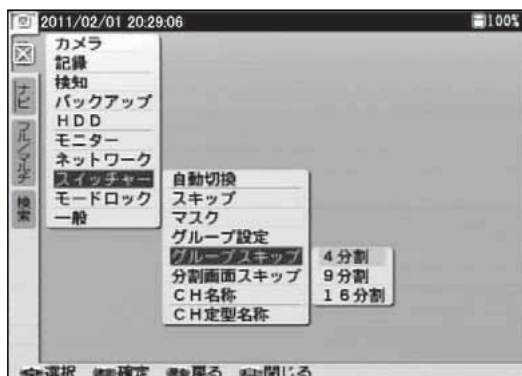 2011/02/01 20:29:06
100%
カメラ
記録
検知
バックアップ
HDD
モニター
ネットワーク
スイッチャー
モードロック
一般
ナビ
フル/マルチ
検索
自動切換
スキップ
マスク
グループ設定
グループスキップ
分割画面スキップ
CH名称
CH定型名称
4分割
9分割
16分割
選択 確定 戻る 閉じる